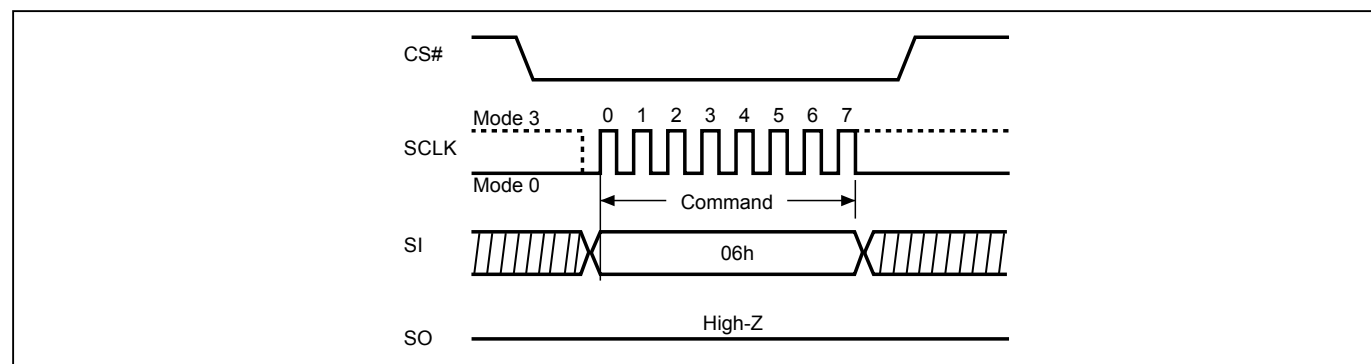 CS#
Mode 3
0 1 2 3 4 5 6 7
SCLK
Mode 0
Command
SI
06h
High-Z
SO